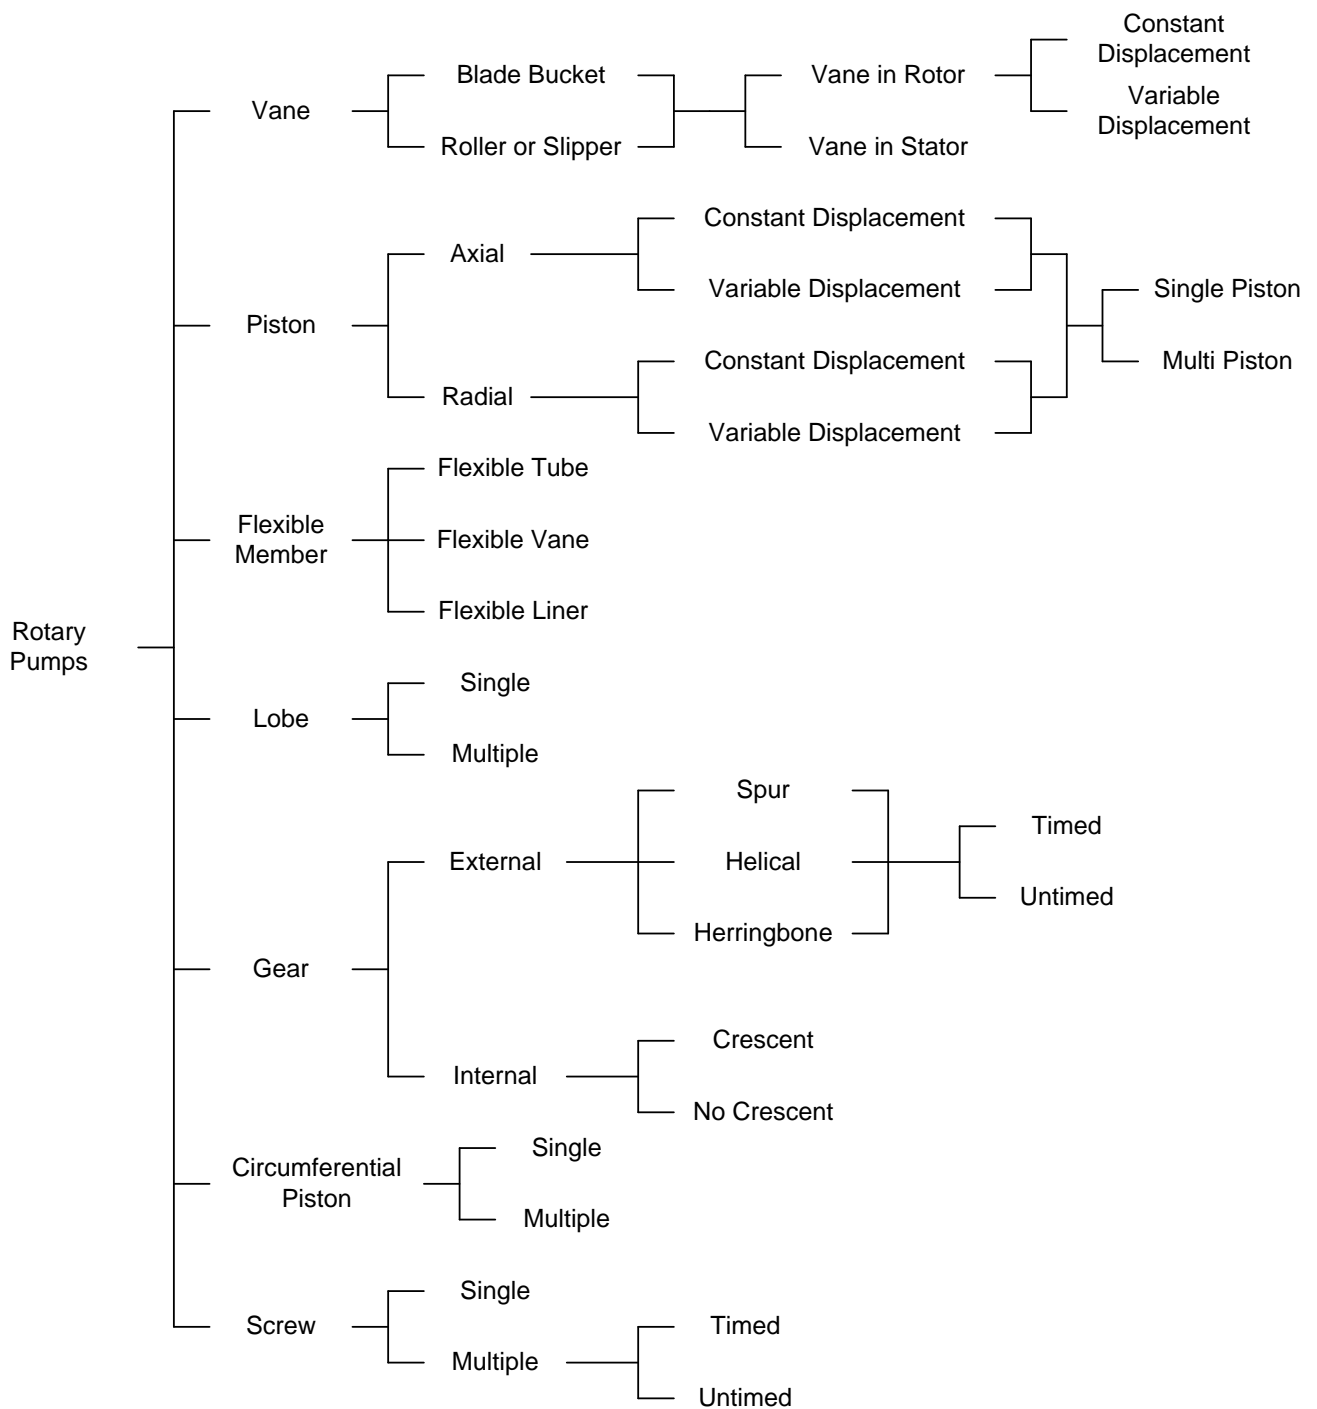 Rotary
Pumps
Vane
Blade Bucket
Roller or Slipper
Vane in Rotor
Constant
Displacement
Variable
Displacement
Vane in Stator
Piston
Axial
Constant Displacement
Variable Displacement
Radial
Constant Displacement
Variable Displacement
Single Piston
Multi Piston
Flexible
Member
Flexible Tube
Flexible Vane
Flexible Liner
Lobe
Single
Multiple
Gear
External
Spur
Helical
Herringbone
Timed
Untimed
Internal
Crescent
No Crescent
Circumferential
Piston
Single
Multiple
Screw
Single
Multiple
Timed
Untimed